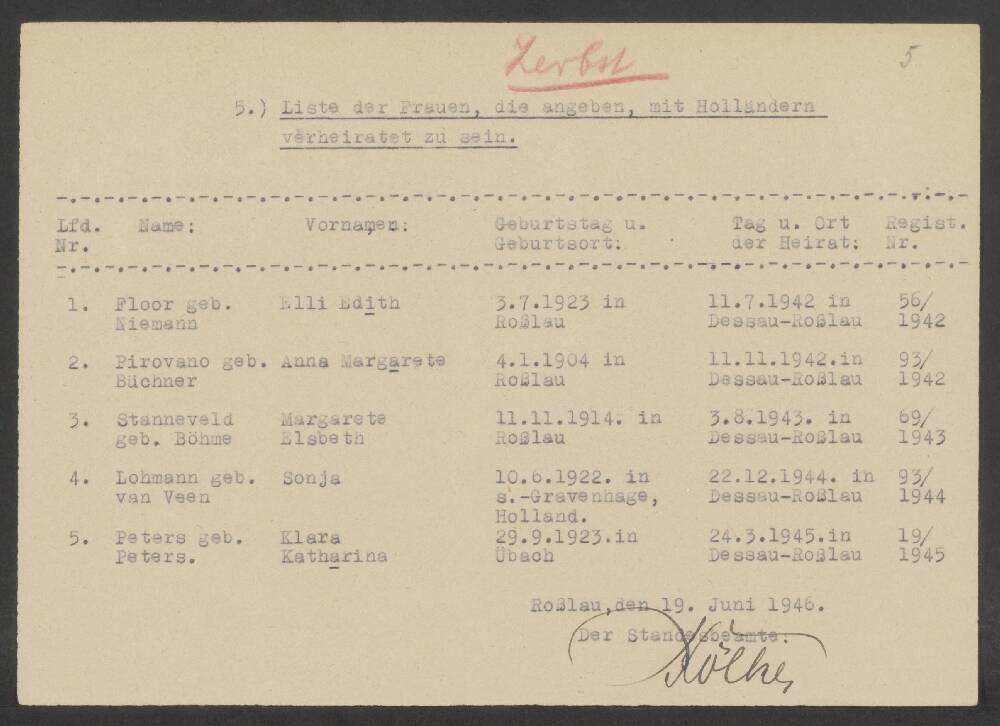 Zerbst
5
5.) Liste der Frauen, die angeben, mit Holländern
verheiratet zu sein.
Lfd. Name: Vornamen: Geburtstag u. Tag u. Ort Regist.
Nr. Geburtsort: der Heirat: Nr.
1. Floor geb. Elli Edith 3.7.1923 in 11.7.1942 in 56/
Niemann Roßlau Dessau-Roßlau 1942
2. Pirovano geb. Anna Margarete 4.1.1904 in 11.11.1942.in 93/
Büchner Roßlau Dessau-Roßlau 1942
3. Stanneveld Margarete 11.11.1914. in 3.8.1943. in 69/
geb. Böhme Elsbeth Roßlau Dessau-Roßlau 1943
4. Lohmann geb. Sonja 10.6.1922. in 22.12.1944. in 93/
van Veen s.-Gravenhage, Dessau-Roßlau 1944
Holland.
5. Peters geb. Klara 29.9.1923.in 24.3.1945.in 19/
Peters. Katharina Übach Dessau-Roßlau 1945
Roßlau,den 19. Juni 1946.
Der Standesbeamte: